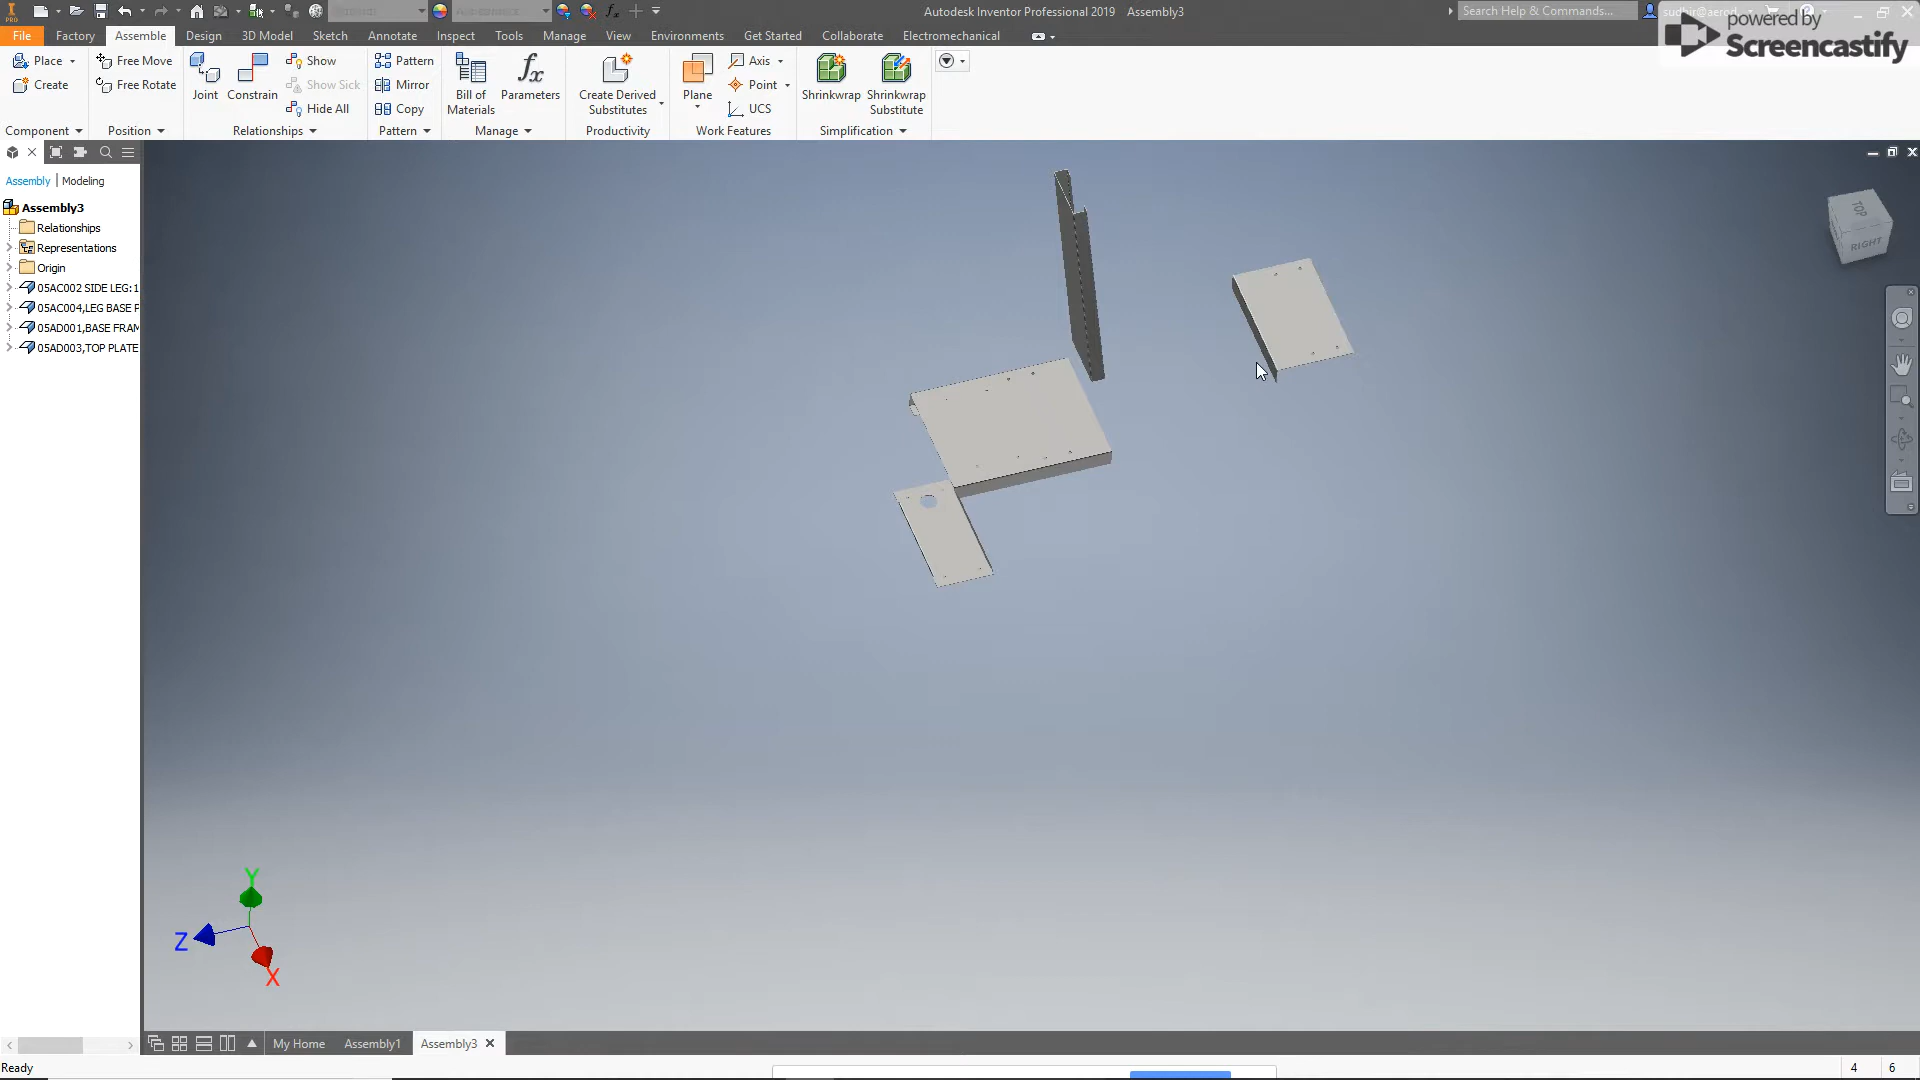 Autodesk Inventor Professional 2019 Assembly3
Search Help & Commands...
powered by
Screencastify
File Factory Assemble Design 3D Model Sketch Annotate Inspect Tools Manage View Environments Get Started Collaborate Electromechanical
Place
Create
Component
Free Move
Free Rotate
Position
Joint
Constrain
Show
Show Sick
Hide All
Relationships
Pattern
Mirror
Copy
Pattern
Bill of
Materials
Parameters
Manage
Create Derived
Substitutes
Productivity
Plane
Axis
Point
UCS
Work Features
Shrinkwrap
Shrinkwrap
Substitute
Simplification
Assembly Modeling
Assembly3
Relationships
Representations
Origin
05AC002 SIDE LEG:1
05AC004,LEG BASE
05AD001,BASE FRAM
05AD003,TOP PLATE
TOP
RIGHT
Y
Z
X
My Home Assembly1 Assembly3
Ready
4 6